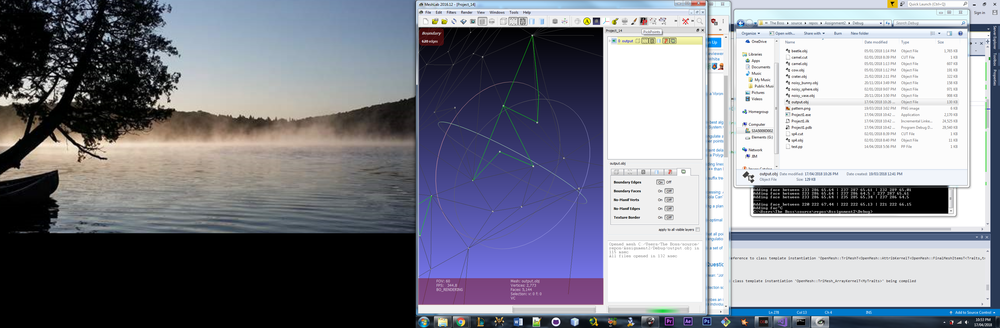 MeshLab 2016.12 - [Project_14]
File Edit Filters Render View Windows Tools Help
PickPoints
Boundary
620 edges
FOV: 60
FPS: 344.8
BO_RENDERING
Mesh: output.obj
Vertices: 2,773
Faces: 5,144
Selection: v: 0 f: 0
VC
Project_14
0 output
output.obj
Boundary Edges On Off
Boundary Faces On Off
No-Manif Verts On Off
No-Manif Edges On Off
Texture Border On Off
apply to all visible layers
Opened mesh C:/Users/The Boss/source/
repos/Assignment2/Debug/output.obj in
115 msec
All files opened in 132 msec
Quick Launch (Ctrl+Q)
Sign in
Server Explorer
Toolbox
Properties
« The Boss source repos Assignment2 Debug
Search Debug
Organize Open with... Share with Burn New folder
OneDrive
Libraries
Apps
Documents
Music
My Music
Public Musi
Pictures
Videos
Homegroup
Computer
S3A5009D002
Elements (G:)
Network
JIM
Name Date modified Type Size
beetle.obj 05/01/2018 1:14 PM Object File 1,765 KB
camel.cut 02/01/2018 8:39 PM CUT File 1 KB
camel.obj 05/01/2018 1:13 PM Object File 607 KB
cow.obj 05/01/2018 1:12 PM Object File 191 KB
crater.obj 21/02/2018 2:11 PM Object File 322 KB
noisy_bunny.obj 20/11/2014 3:49 PM Object File 158 KB
noisy_sphere.obj 02/01/2018 9:07 PM Object File 971 KB
noisy_vase.obj 20/11/2014 3:50 PM Object File 908 KB
output.obj 17/04/2018 10:26 ... Object File 130 KB
pattern.png 19/03/2018 3:02 PM PNG image 6 KB
Project1.exe 17/04/2018 10:42 ... Application 2,170 KB
Project1.ilk 17/04/2018 10:42 ... Incremental Linke... 24,525 KB
Project1.pdb 17/04/2018 10:42 ... Program Debug D... 29,540 KB
sp4.cut 02/01/2018 8:39 PM CUT File 1 KB
sp4.obj 02/01/2018 8:40 PM Object File 11 KB
test.pp 14/04/2018 5:56 PM PP File 1 KB
output.obj Date modified: 17/04/2018 10:26 PM Date created: 19/03/2018 12:41 PM
Object File Size: 129 KB
Adding face between 233 286 65.64 | 237 287 65.61 | 232 289 65.01
Adding face between 233 286 65.64 | 237 286 64.5 | 237 287 65.61
Adding face between 233 286 65.64 | 235 285 65.34 | 237 286 64.5
---
Adding face between 220 222 67.44 | 222 222 65.13 | 221 222 66.15
Adding fac^C
C:\Users\The Boss\source\repos\Assignment2\Debug>
gn Up
White
a Voron
best alg
System.
ngulate a
her points
raint dela
a Polyg
ding lines
++ than
suffix tree
ola Can'
g a plan
optimal
hat all poi
angulatio
a set of
Question
ean: "Joh
llection so
cribes an i
e individua
eference to class template instantiation 'OpenMesh::TriMeshT<OpenMesh::AttribKernelT<OpenMesh::FinalMeshItemsT<Traits,tr
class template instantiation 'OpenMesh::TriMesh_ArrayKernelT<MyTraits>' being compiled
Ln 278 Col 13 Ch 4 INS Add to Source Control
Pr Ae Ps OSB
10:53 PM
17/04/2018